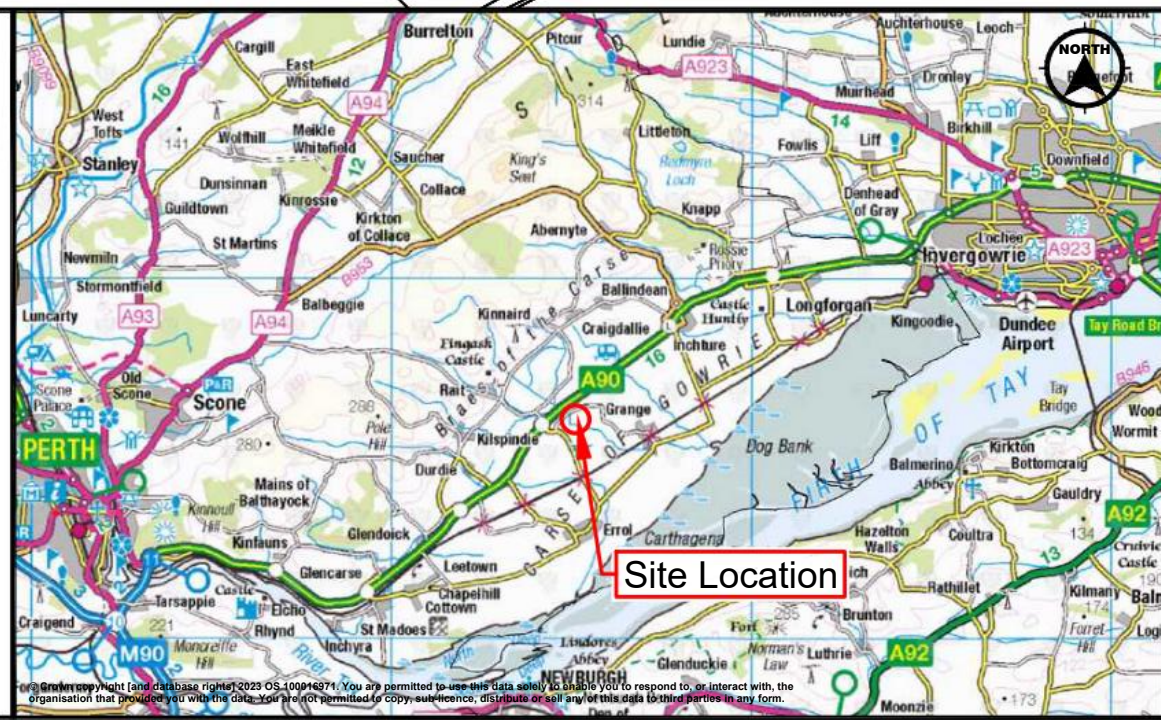 Burrelton
Pitcur
Lundie
Auchterhouse
Leoch
NORTH
Cargill
A923
East
Whitefield
Dronley
16
A94
314
Muirhead
West
Tofts
141
Wolfhill
Meikle
Whitefield
S
I
D
Littleton
14
Birkhill
Stanley
12
Saucher
King's
Seat
Redmyre
Loch
Fowlis
Liff
Downfield
Dunsinnan
Collace
5
Guildtown
Kinrossie
Kirkton
of Collace
Knapp
Denhead
of Gray
St Martins
Abernyte
Rossie
Priory
Lochee
A923
Newmiln
B953
Invergowrie
Stormontfield
Ballindean
Castle
Huntly
Longforgan
Luncarty
A93
A94
Balbeggie
Kinnaird
Craigdallie
Kingoodie
Dundee
Airport
Tay Road Br
Fingask
Castle
16
Inchture
Braes of the Carse
A90
B946
Scone
Palace
Old
Scone
P&R
Scone
288
Pole
Hill
Rait
Grange
CARSE OF GOWRIE
FIRTH OF TAY
Tay
Bridge
PERTH
280
Kilspindie
Dog Bank
Kirkton
Wormit
Durdie
Balmerino
Abbey
Bottomcraig
Mains of
Balthayock
Gauldry
Kinnoull
Hill
Glendoick
Errol
Carthagena
Hazelton
Walls
Coultra
134
A92
Kinfauns
Site Location
13
Glencarse
Leetown
Rathillet
Kilmany
Castle
Tarsappie
Elcho
Chapelhill
Cottown
Brunton
174
Craigend
221
Rhynd
St Madoes
Fort
Norman's
Law
Forret
Hill
10
M90
Moncreiffe
Hill
Inchyra
Lindores
Abbey
Luthrie
A92
River
NEWBURGH
Glenduckie
Moonzie
173
© Crown copyright [and database rights] 2023 OS 100016971. You are permitted to use this data solely to enable you to respond to, or interact with, the
organisation that provided you with the data. You are not permitted to copy, sub-licence, distribute or sell any of this data to third parties in any form.